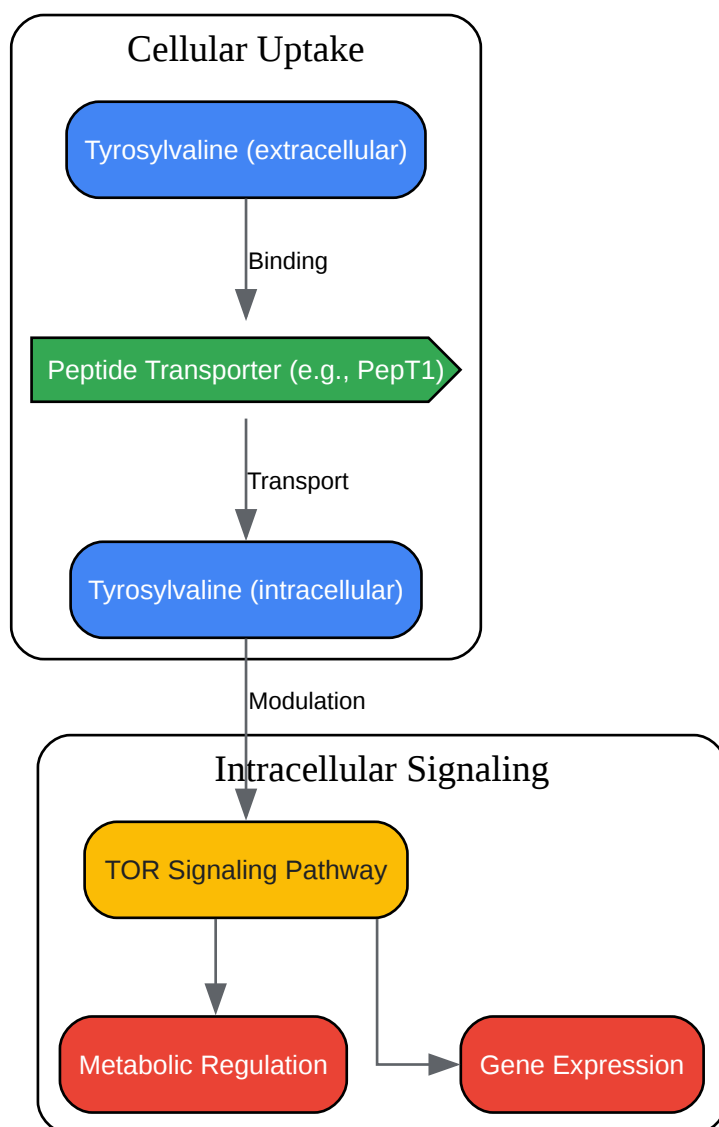 Cellular Uptake
Tyrosylvaline (extracellular)
Binding
Peptide Transporter (e.g., PepT1)
Transport
Tyrosylvaline (intracellular)
Modulation
Intracellular Signaling
TOR Signaling Pathway
Metabolic Regulation
Gene Expression